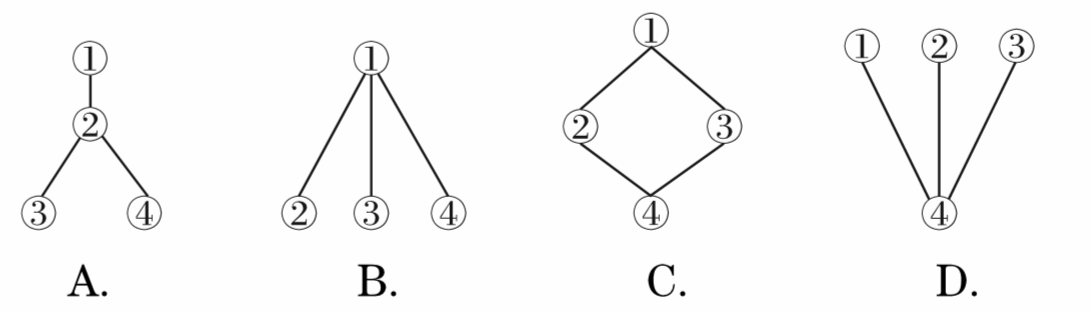 ① ① ① ① ② ③
② ② ③
③ ④ ② ③ ④ ④ ④
A. B. C. D.